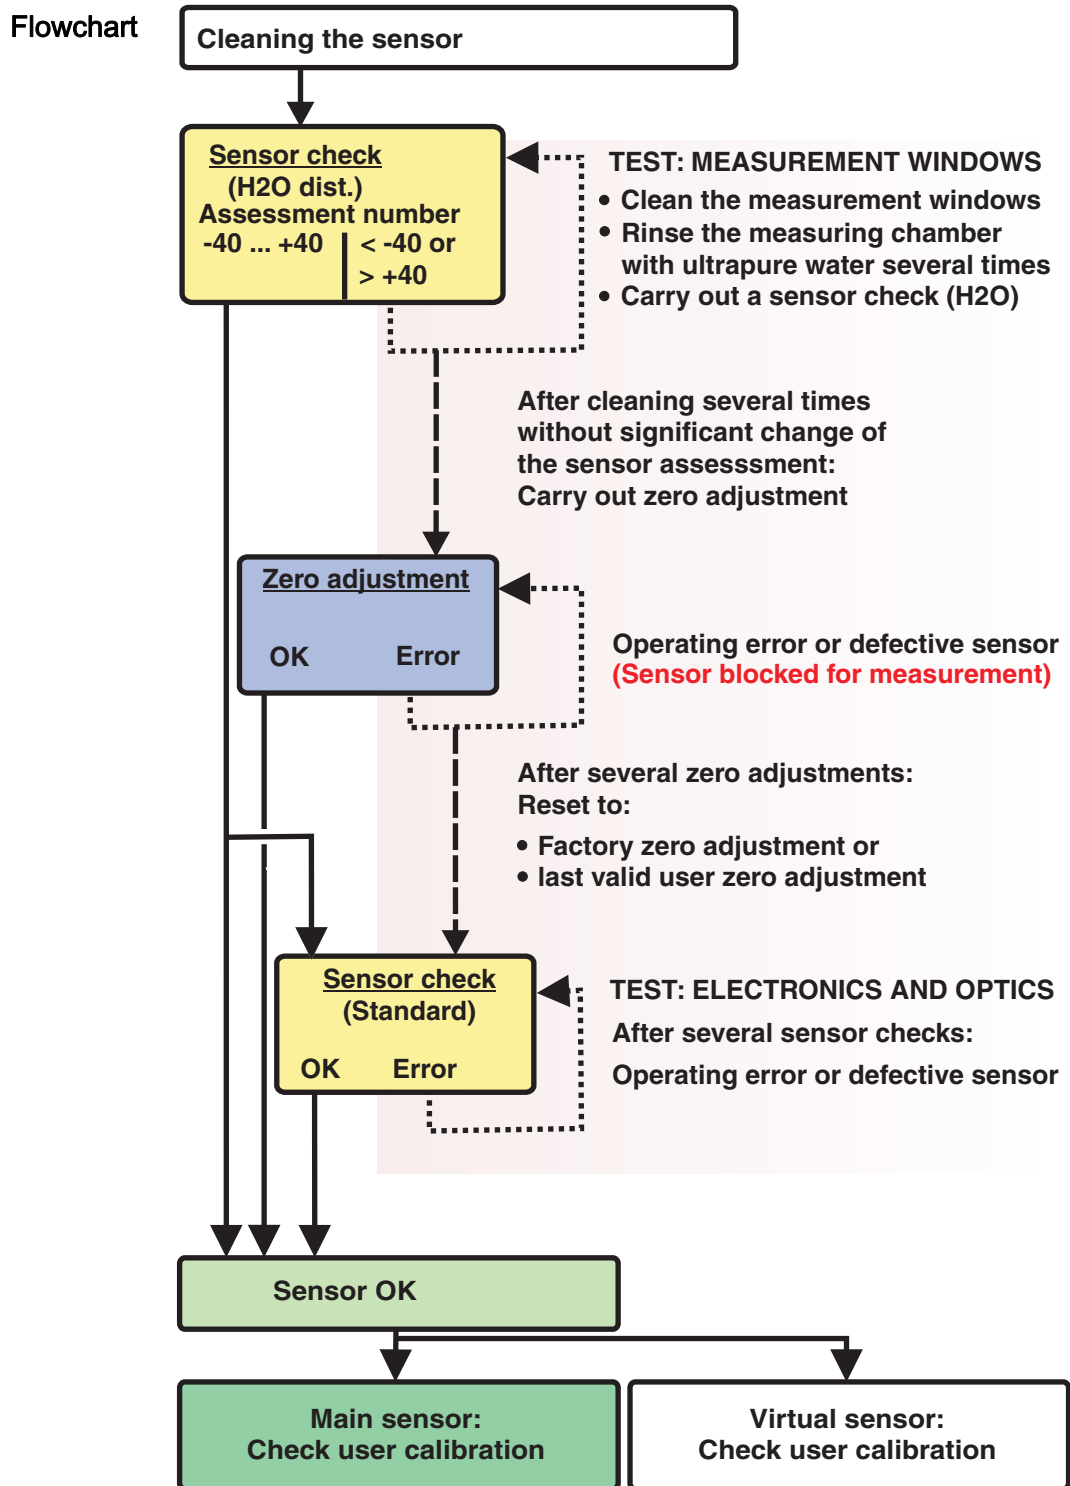 Flowchart
Cleaning the sensor
Sensor check
(H2O dist.)
Assessment number
-40 ... +40
< -40 or
> +40
TEST: MEASUREMENT WINDOWS
• Clean the measurement windows
• Rinse the measuring chamber
with ultrapure water several times
• Carry out a sensor check (H2O)
After cleaning several times
without significant change of
the sensor assesssment:
Carry out zero adjustment
Zero adjustment
OK Error
Operating error or defective sensor
(Sensor blocked for measurement)
After several zero adjustments:
Reset to:
• Factory zero adjustment or
• last valid user zero adjustment
Sensor check
(Standard)
OK Error
TEST: ELECTRONICS AND OPTICS
After several sensor checks:
Operating error or defective sensor
Sensor OK
Main sensor:
Check user calibration
Virtual sensor:
Check user calibration